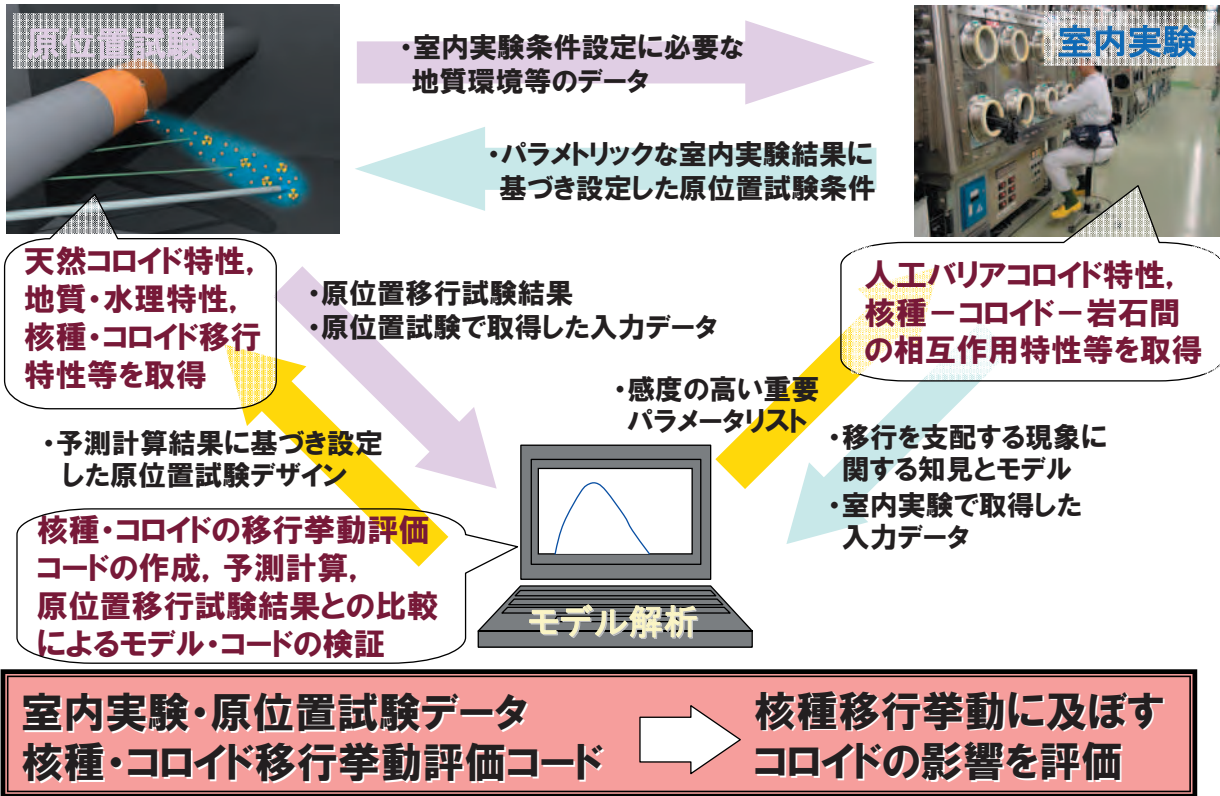 原位置試験
・室内実験条件設定に必要な
地質環境等のデータ
室内実験
・パラメトリックな室内実験結果に
基づき設定した原位置試験条件
天然コロイド特性,
地質・水理特性,
核種・コロイド移行
特性等を取得
・原位置移行試験結果
・原位置試験で取得した入力データ
人工バリアコロイド特性,
核種－コロイド－岩石間
の相互作用特性等を取得
・感度の高い重要
パラメータリスト
・予測計算結果に基づき設定
した原位置試験デザイン
・移行を支配する現象に
関する知見とモデル
・室内実験で取得した
入力データ
核種・コロイドの移行挙動評価
コードの作成, 予測計算,
原位置移行試験結果との比較
によるモデル・コードの検証
モデル解析
室内実験・原位置試験データ
核種・コロイド移行挙動評価コード
核種移行挙動に及ぼす
コロイドの影響を評価